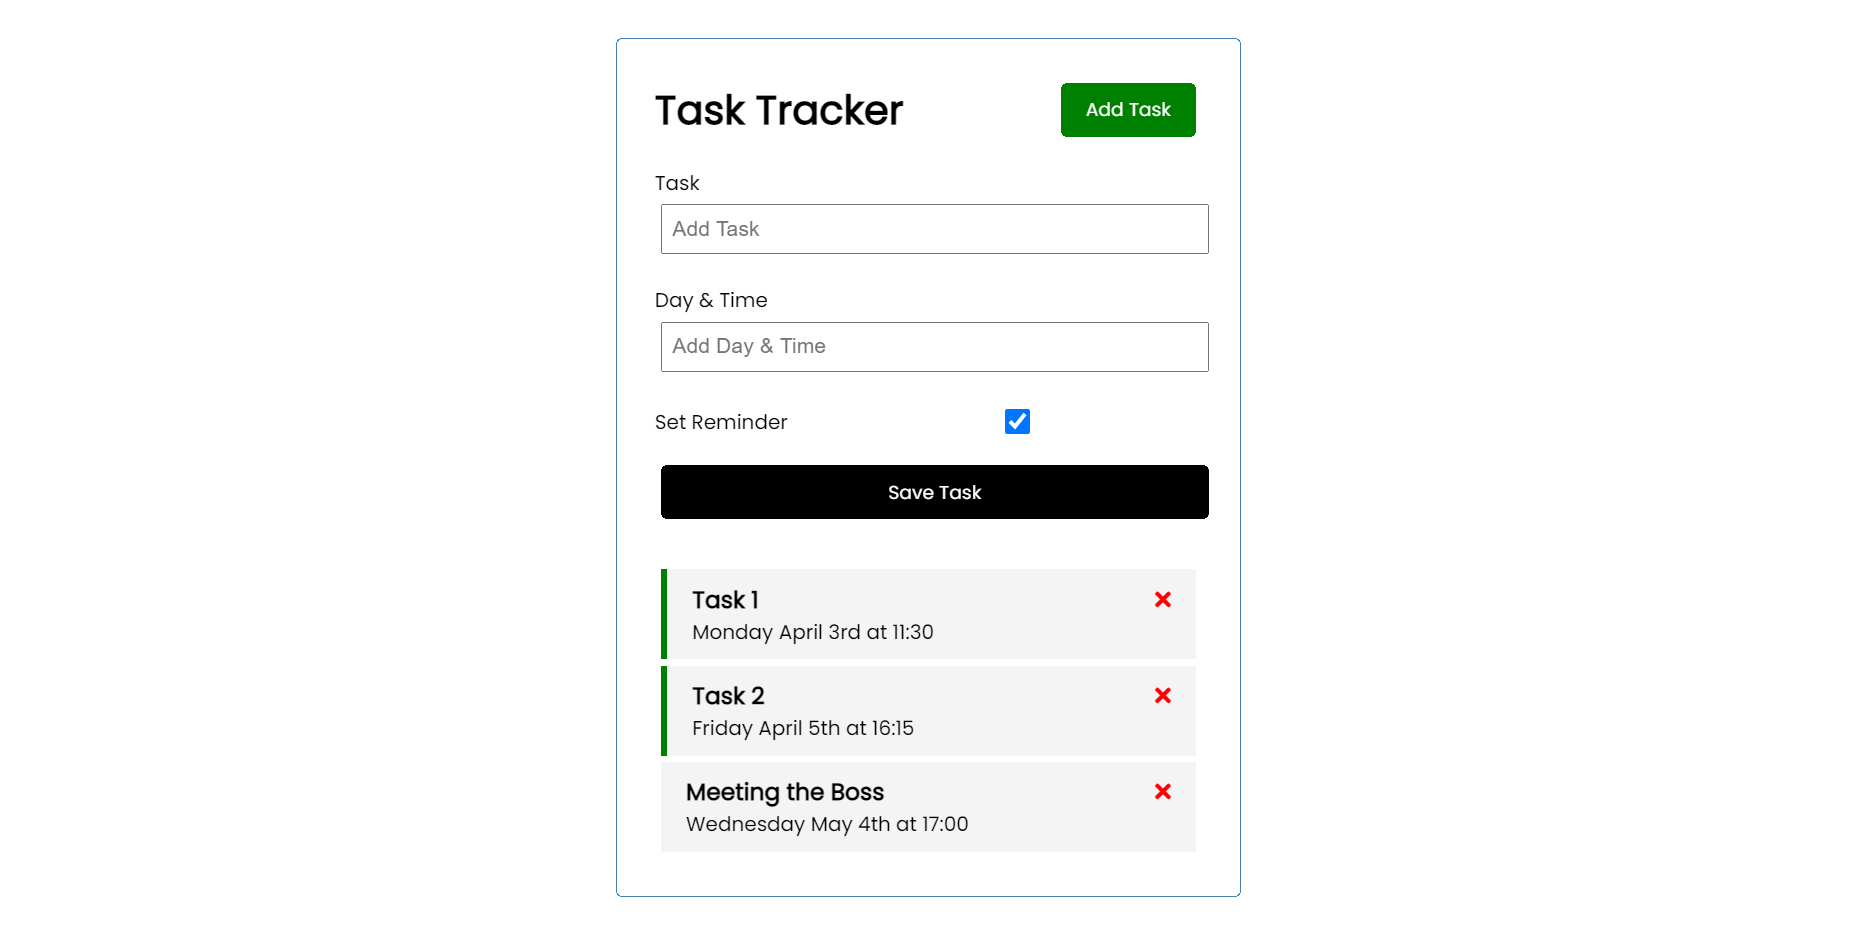 Task Tracker
Add Task
Task
Add Task
Day & Time
Add Day & Time
Set Reminder
Save Task
Task 1
Monday April 3rd at 11:30
Task 2
Friday April 5th at 16:15
Meeting the Boss
Wednesday May 4th at 17:00